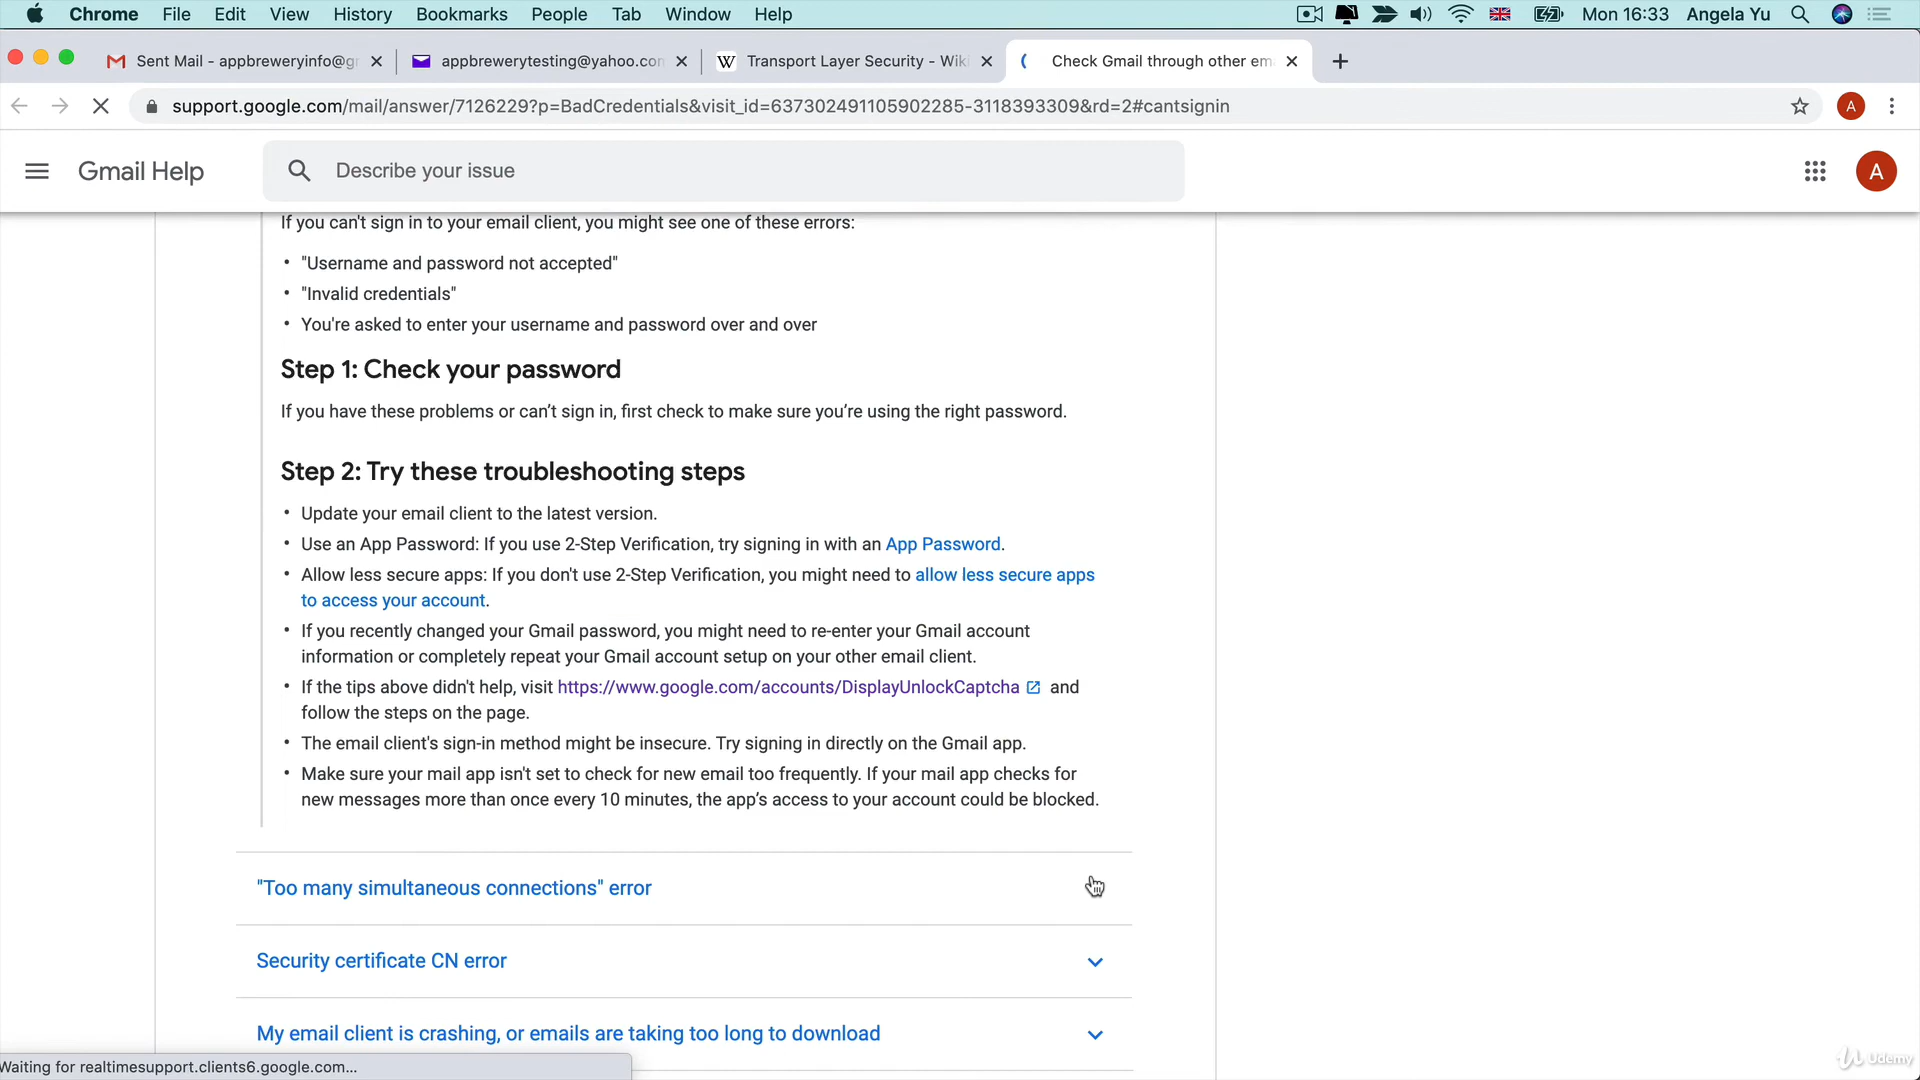 Chrome File Edit View History Bookmarks People Tab Window Help Mon 16:33 Angela Yu
Sent Mail - appbreweryinfo@g
appbrewerytesting@yahoo.co
Transport Layer Security - Wiki
Check Gmail through other em
support.google.com/mail/answer/7126229?p=BadCredentials&visit_id=637302491105902285-3118393309&rd=2#cantsignin
A
Gmail Help
Describe your issue
A
If you can't sign in to your email client, you might see one of these errors:
• "Username and password not accepted"
• "Invalid credentials"
• You're asked to enter your username and password over and over
Step 1: Check your password
If you have these problems or can’t sign in, first check to make sure you’re using the right password.
Step 2: Try these troubleshooting steps
• Update your email client to the latest version.
• Use an App Password: If you use 2-Step Verification, try signing in with an App Password.
• Allow less secure apps: If you don't use 2-Step Verification, you might need to allow less secure apps
to access your account.
• If you recently changed your Gmail password, you might need to re-enter your Gmail account
information or completely repeat your Gmail account setup on your other email client.
• If the tips above didn't help, visit https://www.google.com/accounts/DisplayUnlockCaptcha and
follow the steps on the page.
• The email client's sign-in method might be insecure. Try signing in directly on the Gmail app.
• Make sure your mail app isn't set to check for new email too frequently. If your mail app checks for
new messages more than once every 10 minutes, the app’s access to your account could be blocked.
"Too many simultaneous connections" error
Security certificate CN error
My email client is crashing, or emails are taking too long to download
Waiting for realtimesupport.clients6.google.com...
Udemy